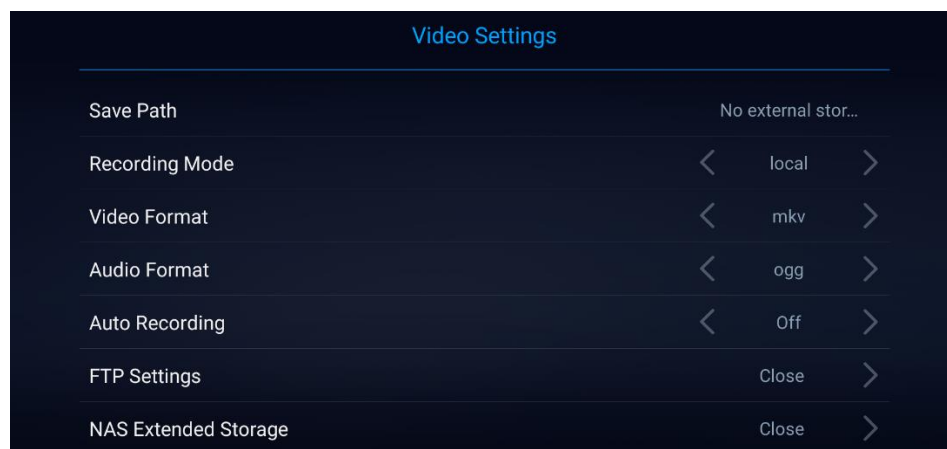 Video Settings
Save Path No external stor...
Recording Mode local
Video Format mkv
Audio Format ogg
Auto Recording Off
FTP Settings Close
NAS Extended Storage Close